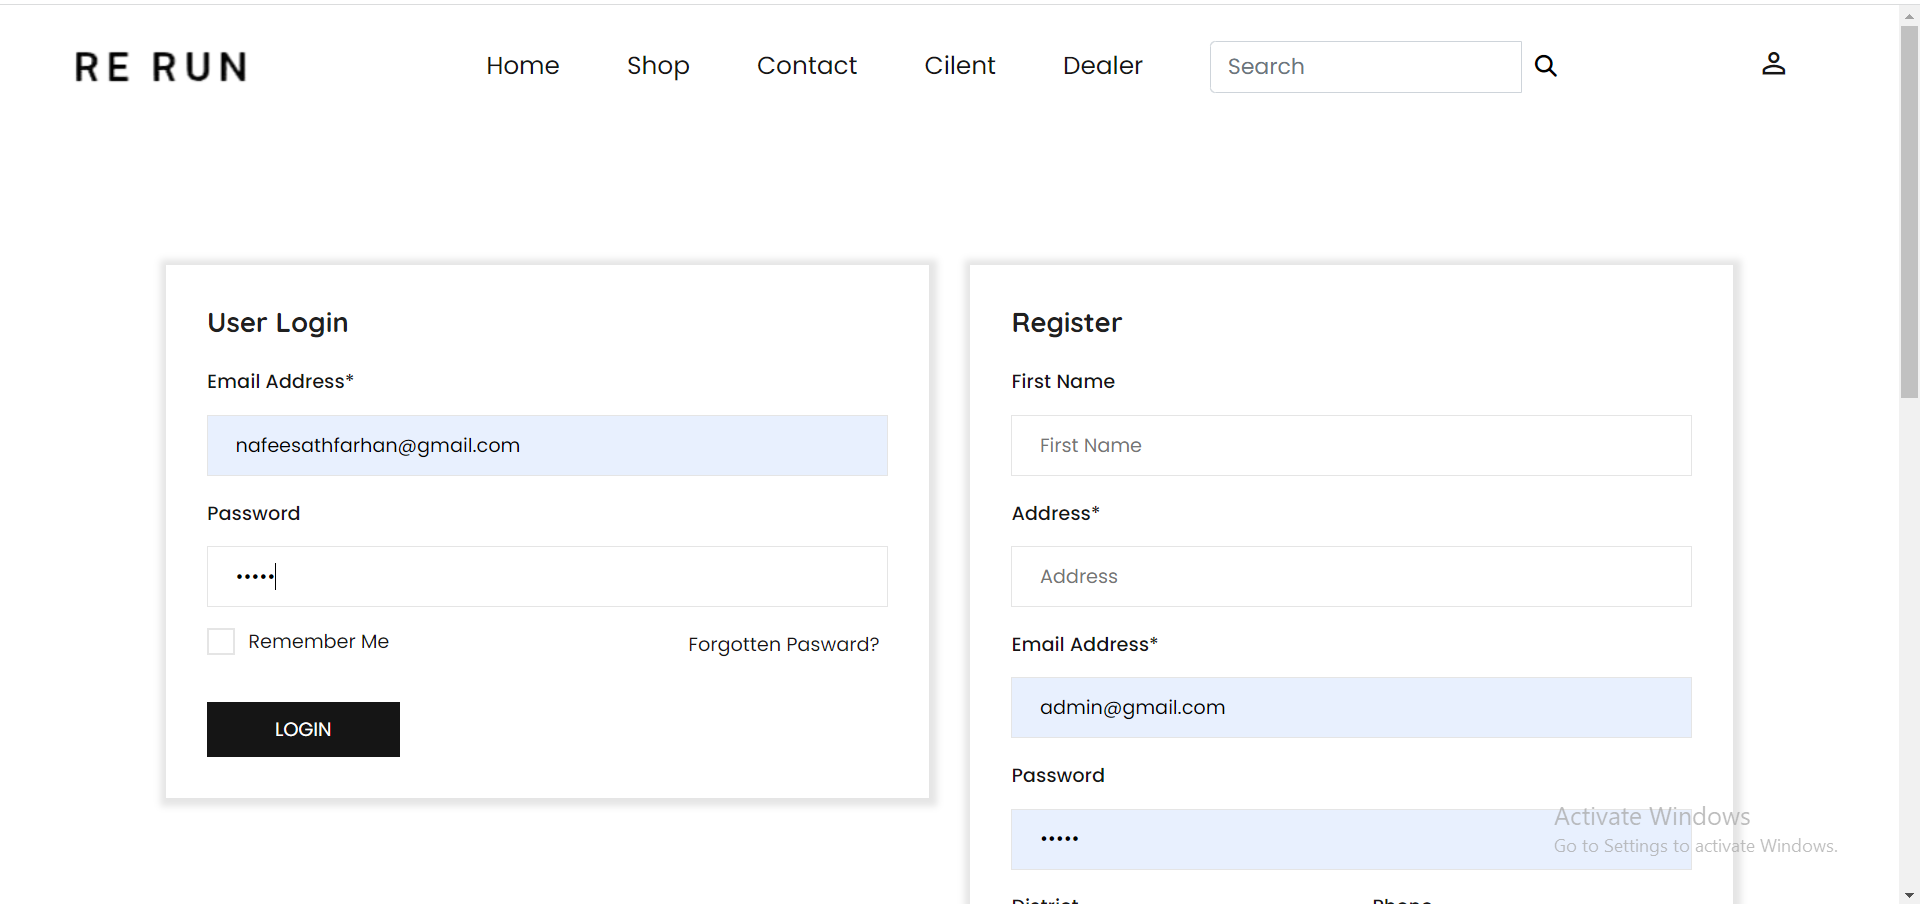 RE RUN
Home Shop Contact Cilent Dealer Search
User Login
Email Address*
nafeesathfarhan@gmail.com
Password
•••••
Remember Me Forgotten Pasward?
LOGIN
Register
First Name
First Name
Address*
Address
Email Address*
admin@gmail.com
Password
•••••
District Phone
Activate Windows
Go to Settings to activate Windows.